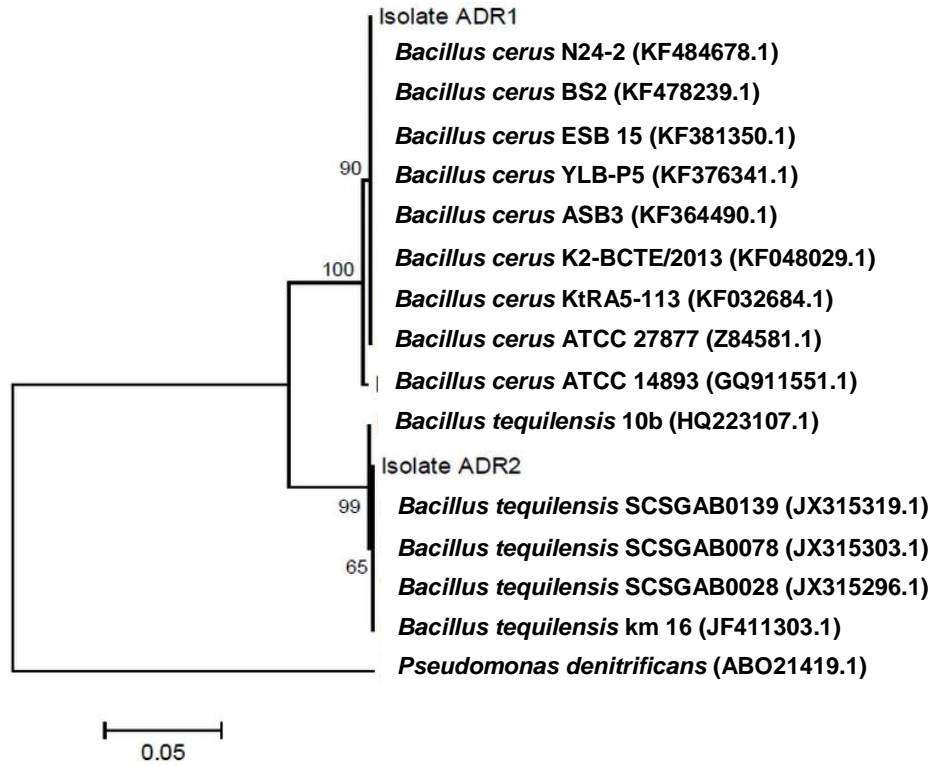 Isolate ADR1
Bacillus cerus N24-2 (KF484678.1)
Bacillus cerus BS2 (KF478239.1)
Bacillus cerus ESB 15 (KF381350.1)
90
Bacillus cerus YLB-P5 (KF376341.1)
Bacillus cerus ASB3 (KF364490.1)
Bacillus cerus K2-BCTE/2013 (KF048029.1)
100
Bacillus cerus KtRA5-113 (KF032684.1)
Bacillus cerus ATCC 27877 (Z84581.1)
Bacillus cerus ATCC 14893 (GQ911551.1)
Bacillus tequilensis 10b (HQ223107.1)
Isolate ADR2
99
Bacillus tequilensis SCSGAB0139 (JX315319.1)
Bacillus tequilensis SCSGAB0078 (JX315303.1)
65
Bacillus tequilensis SCSGAB0028 (JX315296.1)
Bacillus tequilensis km 16 (JF411303.1)
Pseudomonas denitrificans (ABO21419.1)
0.05